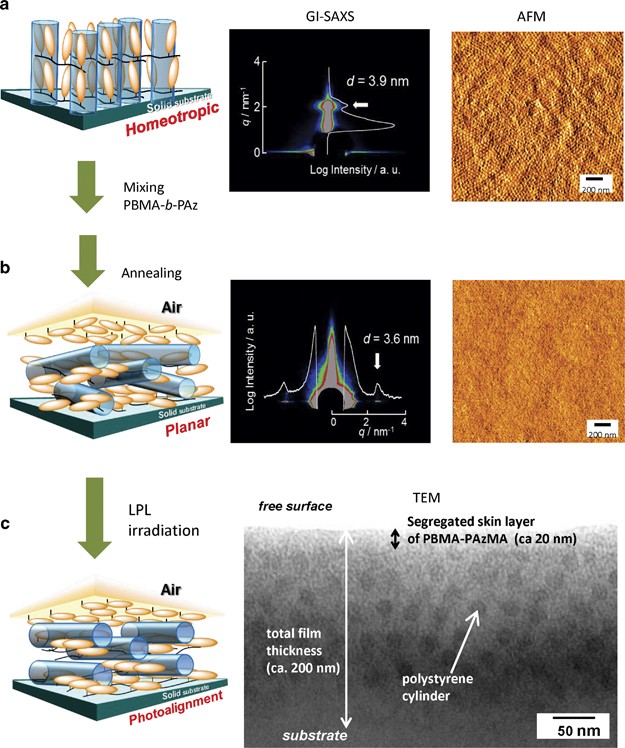 a
GI-SAXS
AFM
4
2
0
q / nm-1
d = 3.9 nm
Log Intensity / a. u.
200 nm
Solid substrate
Homeotropic
Mixing
PBMA-b-PAz
b
Annealing
Air
Solid substrate
Planar
Log Intensity / a. u.
d = 3.6 nm
0 2 4
q / nm-1
200 nm
LPL
irradiation
c
Air
Solid substrate
Photoalignment
TEM
free surface
Segregated skin layer
of PBMA-PAzMA (ca 20 nm)
total film
thickness
(ca. 200 nm)
polystyrene
cylinder
substrate
50 nm